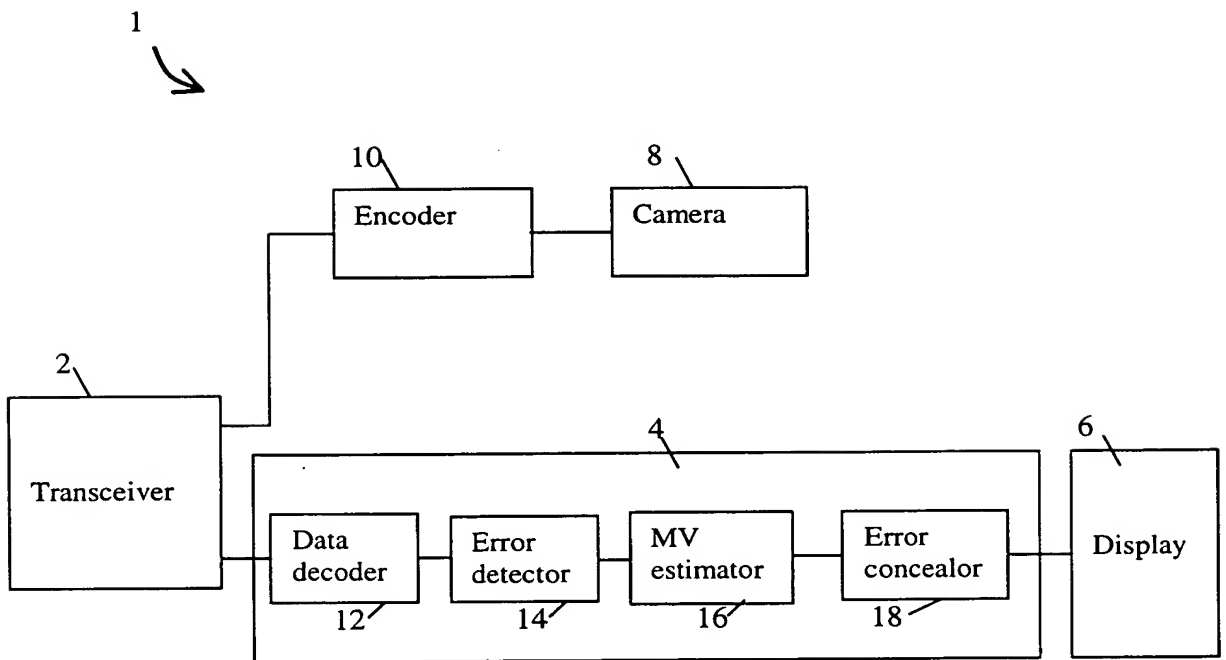 1
10
8
Encoder
Camera
2
4
6
Transceiver
Data
decoder
Error
detector
MV
estimator
Error
concealor
Display
12
14
16
18